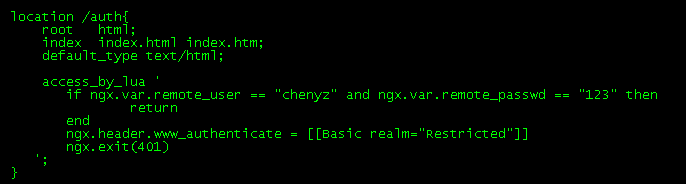 location /auth{
    root   html;
    index  index.html index.htm;
    default_type text/html;

    access_by_lua '
       if ngx.var.remote_user == "chenyz" and ngx.var.remote_passwd == "123" then
               return
       end
       ngx.header.www_authenticate = [[Basic realm="Restricted"]]
       ngx.exit(401)
   ';
}